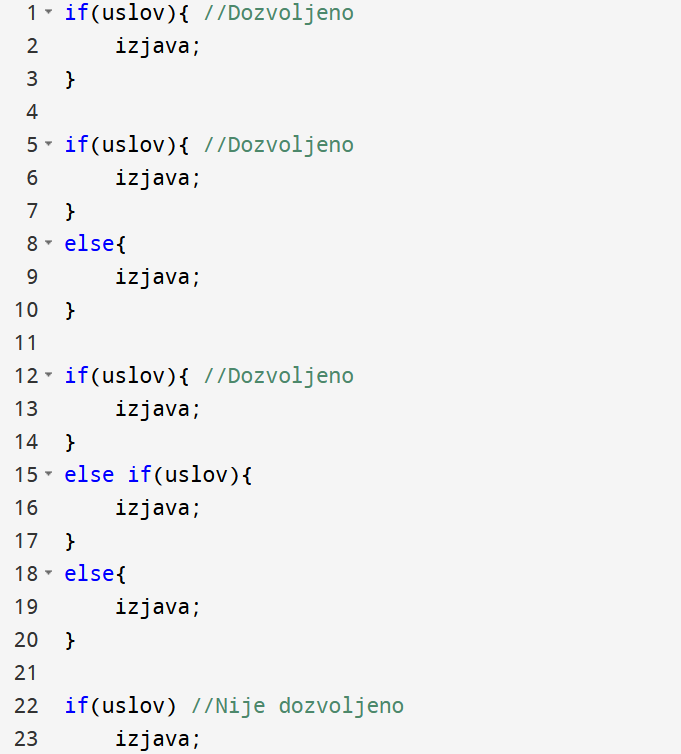 1 if(uslov){ //Dozvoljeno
2     izjava;
3 }
4
5 if(uslov){ //Dozvoljeno
6     izjava;
7 }
8 else{
9     izjava;
10 }
11
12 if(uslov){ //Dozvoljeno
13     izjava;
14 }
15 else if(uslov){
16     izjava;
17 }
18 else{
19     izjava;
20 }
21
22 if(uslov) //Nije dozvoljeno
23     izjava;